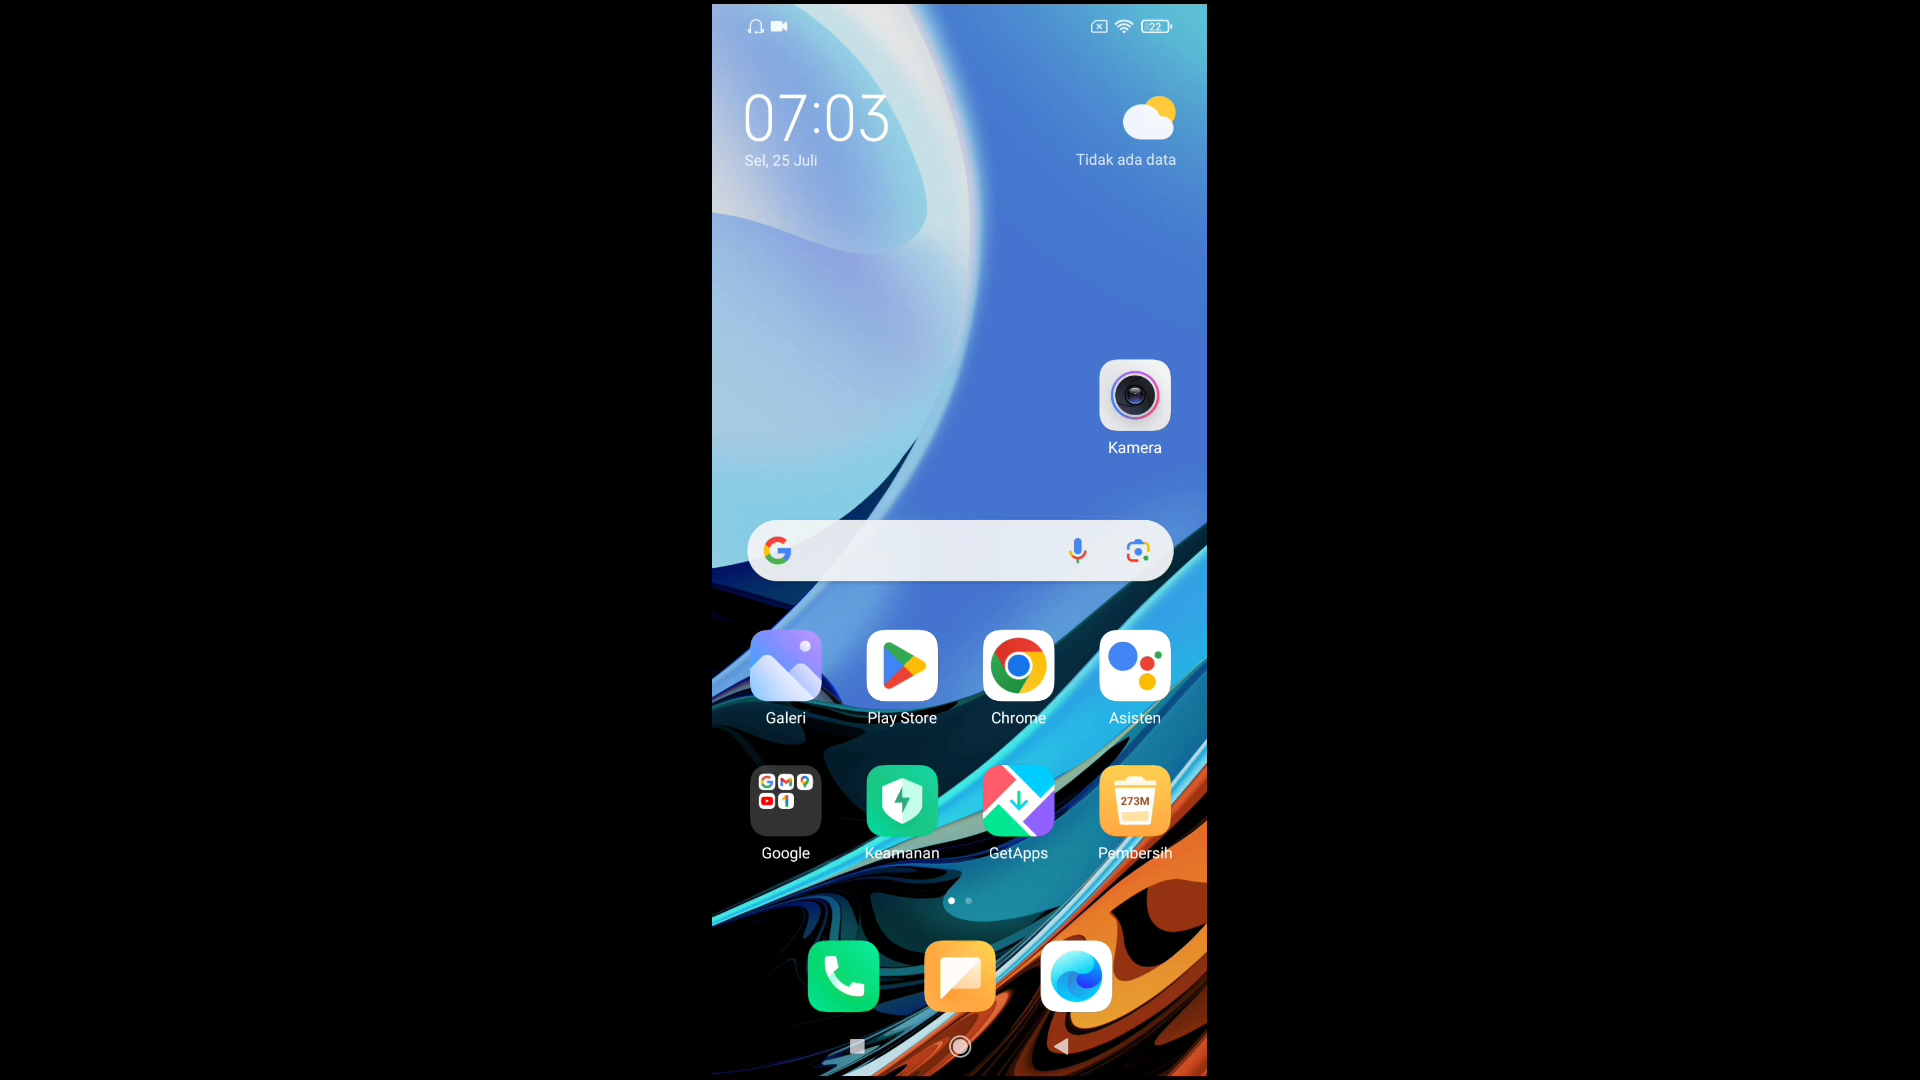 22
07:03
Sel, 25 Juli
Tidak ada data
Kamera
Galeri
Play Store
Chrome
Asisten
273M
Google
Keamanan
GetApps
Pembersih